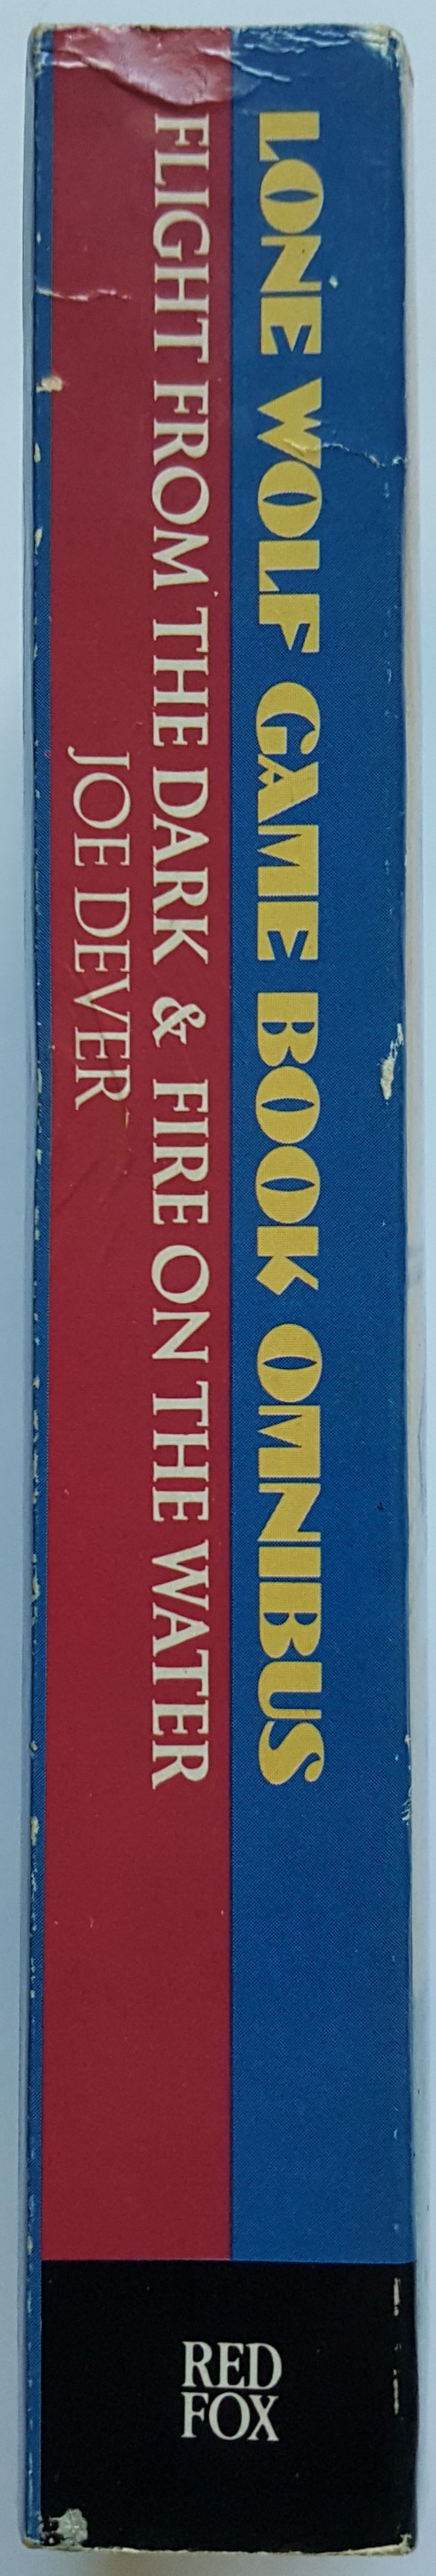 LONE WOLF GAME BOOK OMNIBUS
FLIGHT FROM THE DARK & FIRE ON THE WATER
JOE DEVER
RED
FOX